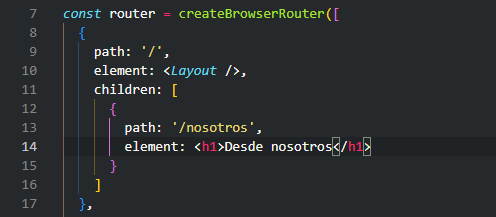 7 const router = createBrowserRouter([
8 {
9 path: '/',
10 element: <Layout />,
11 children: [
12 {
13 path: '/nosotros',
14 element: <h1>Desde nosotros</h1>
15 }
16 ]
17 },